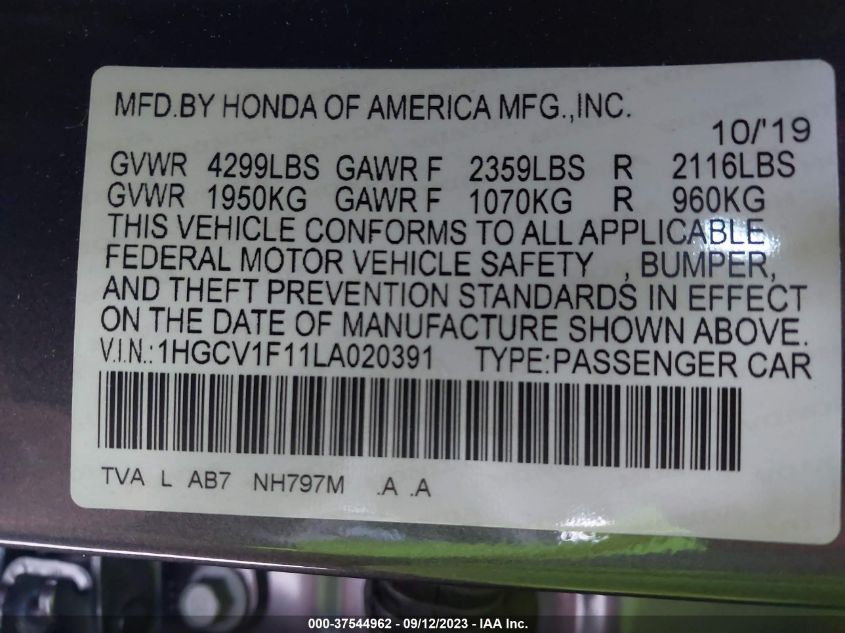 MFD.BY HONDA OF AMERICA MFG.,INC.
10/'19
GVWR 4299LBS GAWR F 2359LBS R 2116LBS
GVWR 1950KG GAWR F 1070KG R 960KG
THIS VEHICLE CONFORMS TO ALL APPLICABLE
FEDERAL MOTOR VEHICLE SAFETY , BUMPER,
AND THEFT PREVENTION STANDARDS IN EFFECT
ON THE DATE OF MANUFACTURE SHOWN ABOVE.
V.I.N.:1HGCV1F11LA020391 TYPE:PASSENGER CAR
TVA L AB7 NH797M .A .A
000-37544962 - 09/12/2023 - IAA Inc.